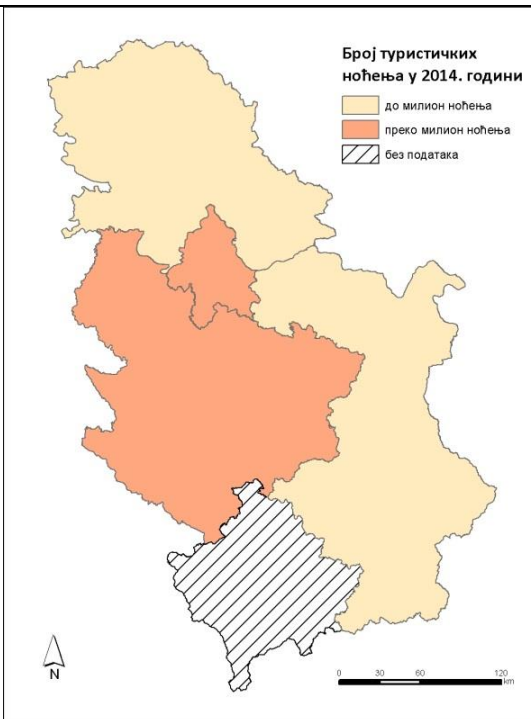 Број туристичких
ноћења у 2014. години
до милион ноћења
преко милион ноћења
без података
N
0 30 60 120
km